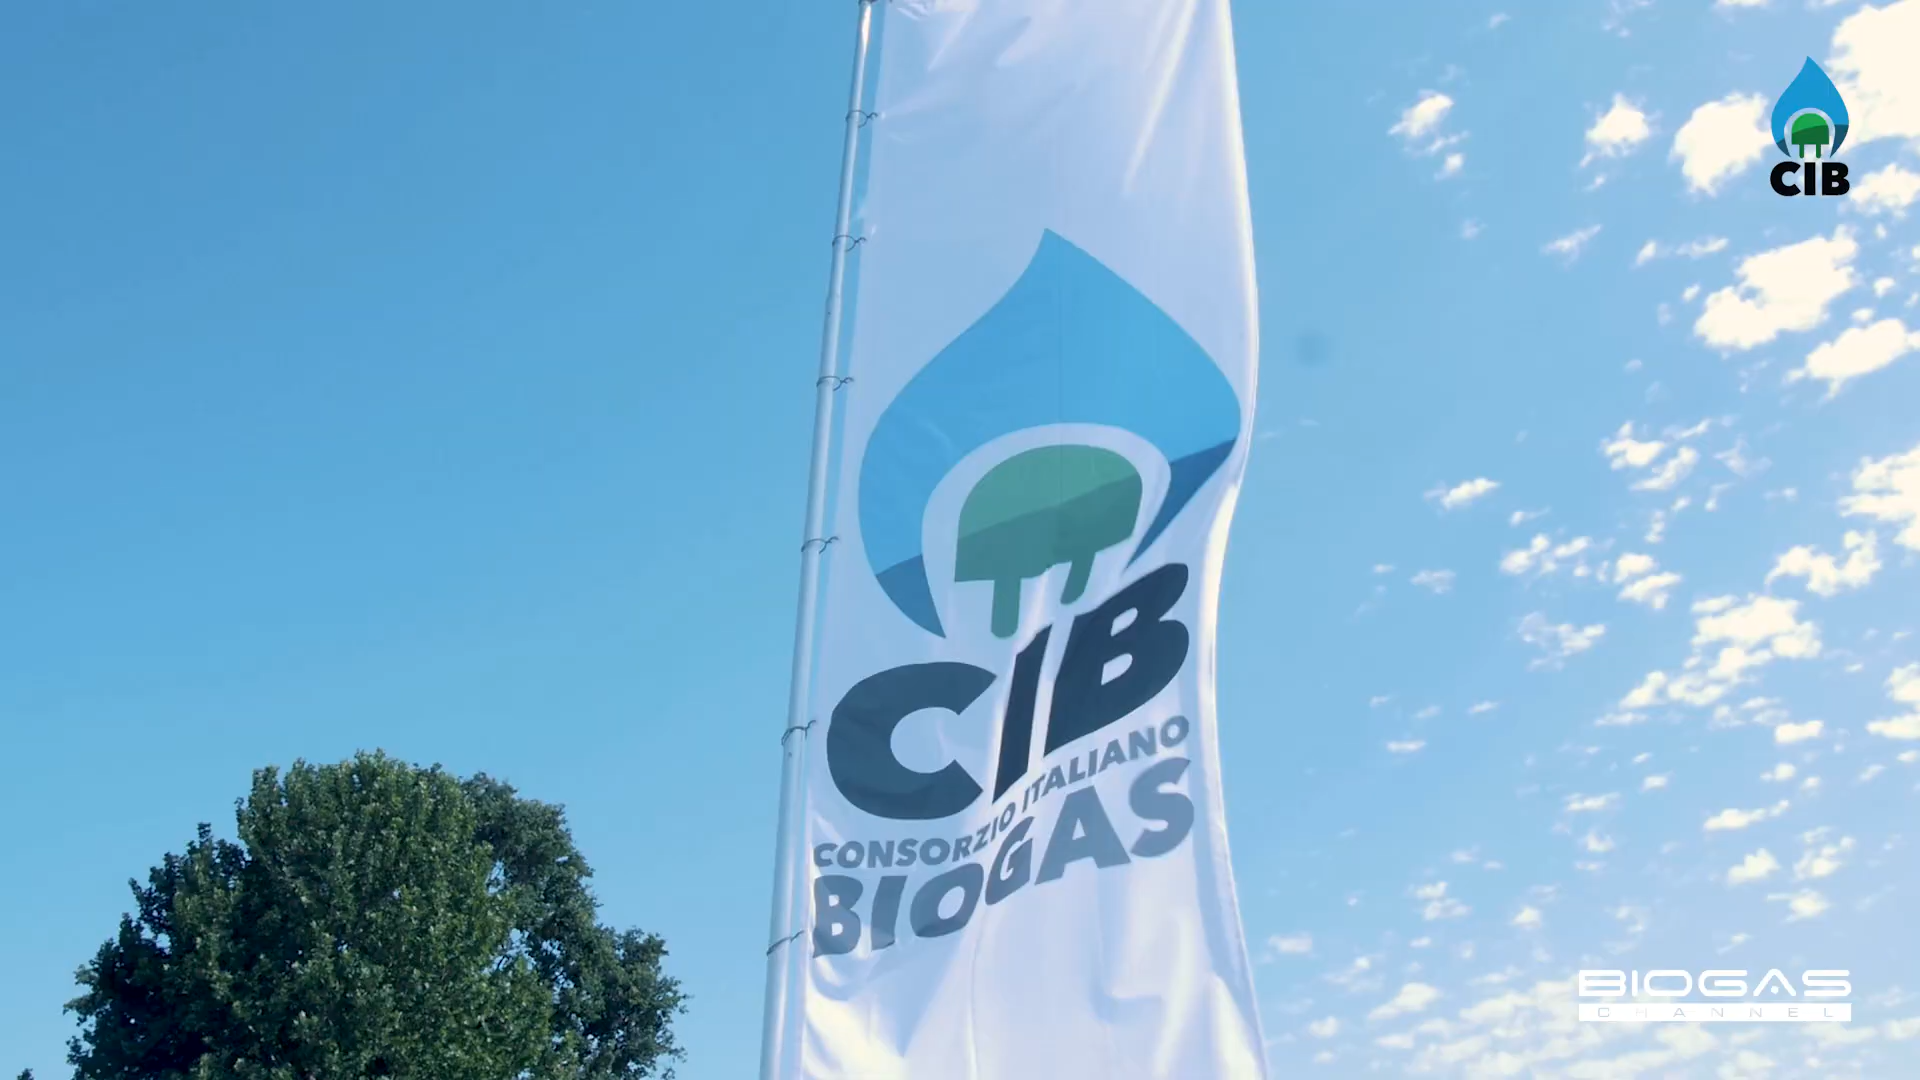 CIB
CIB
CONSORZIO ITALIANO
BIOGAS
BIOGAS
CHANNEL